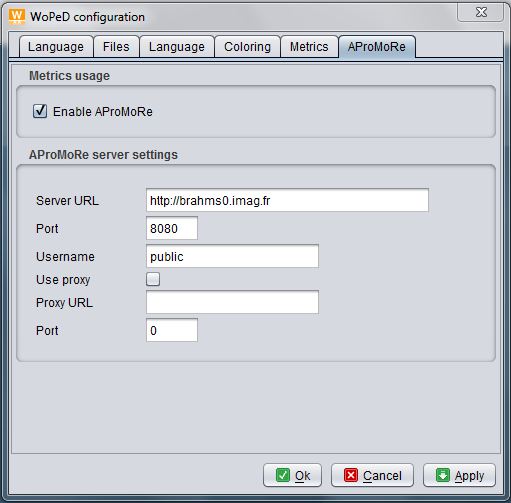 WoPeD configuration
Language Files Language Coloring Metrics AProMoRe
Metrics usage
Enable AProMoRe
AProMoRe server settings
Server URL http://brahms0.imag.fr
Port 8080
Username public
Use proxy
Proxy URL
Port 0
Ok Cancel Apply